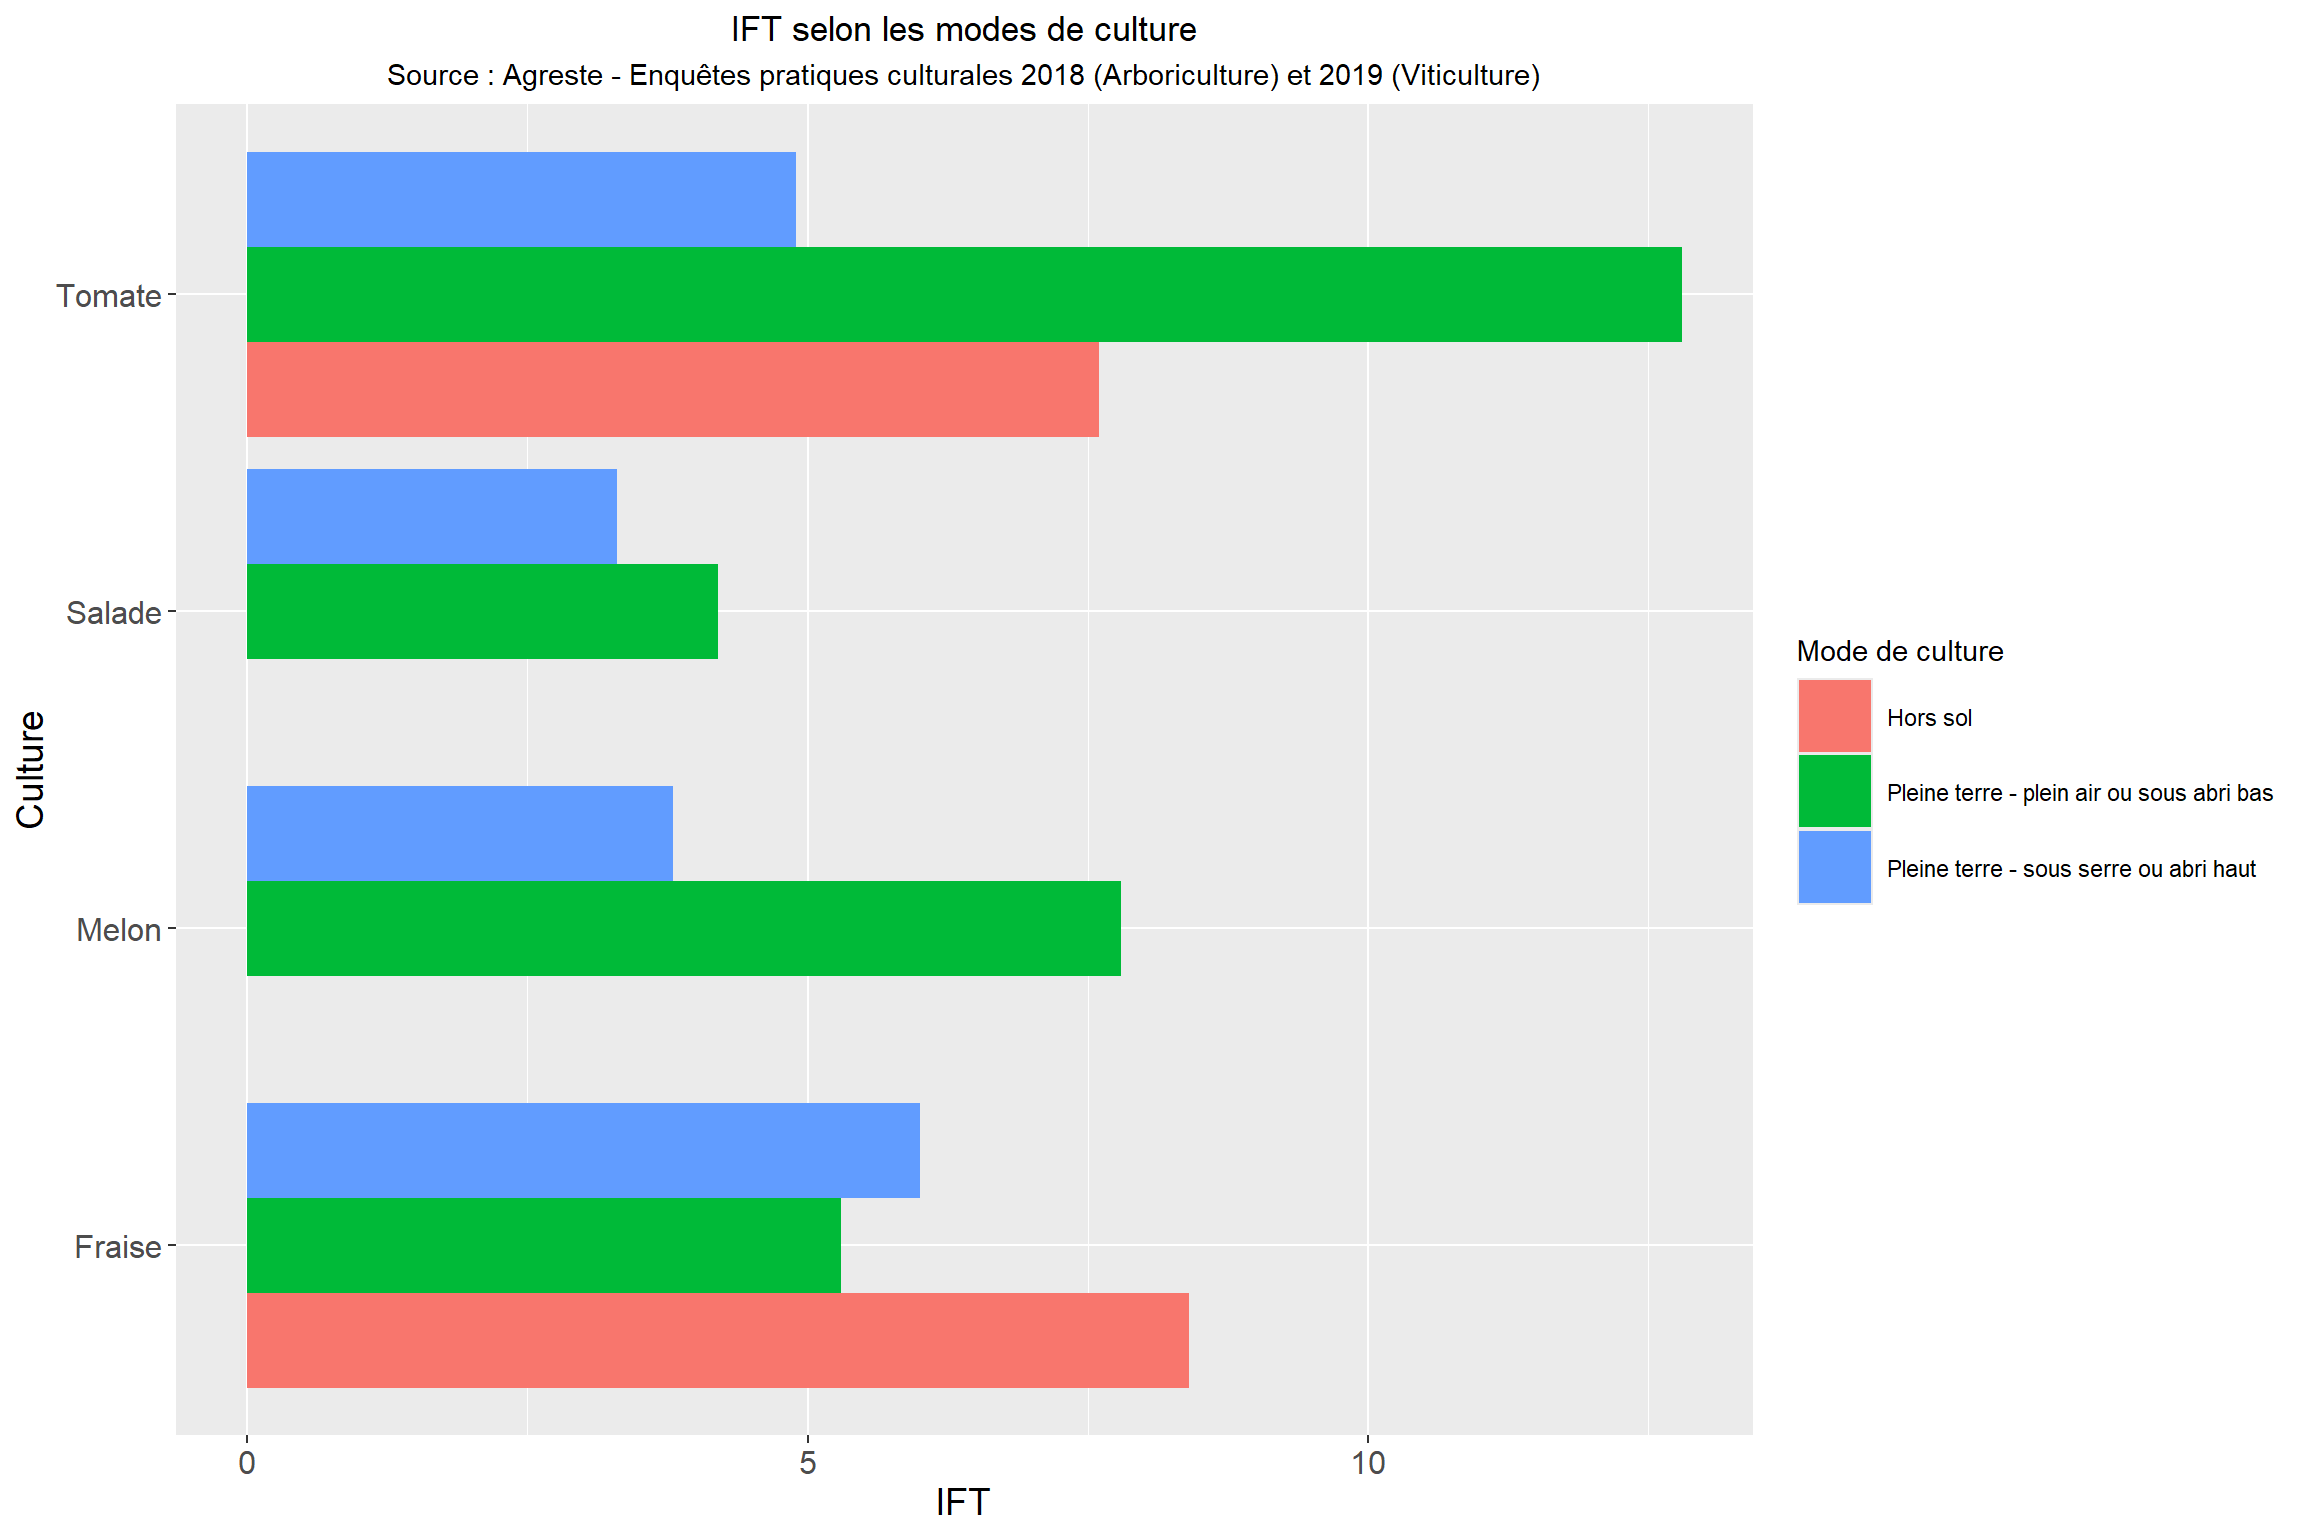 IFT selon les modes de culture
Source : Agreste - Enquêtes pratiques culturales 2018 (Arboriculture) et 2019 (Viticulture)
Tomate
Salade
Melon
Fraise
Culture
0 5 10
IFT
Mode de culture
Hors sol
Pleine terre - plein air ou sous abri bas
Pleine terre - sous serre ou abri haut